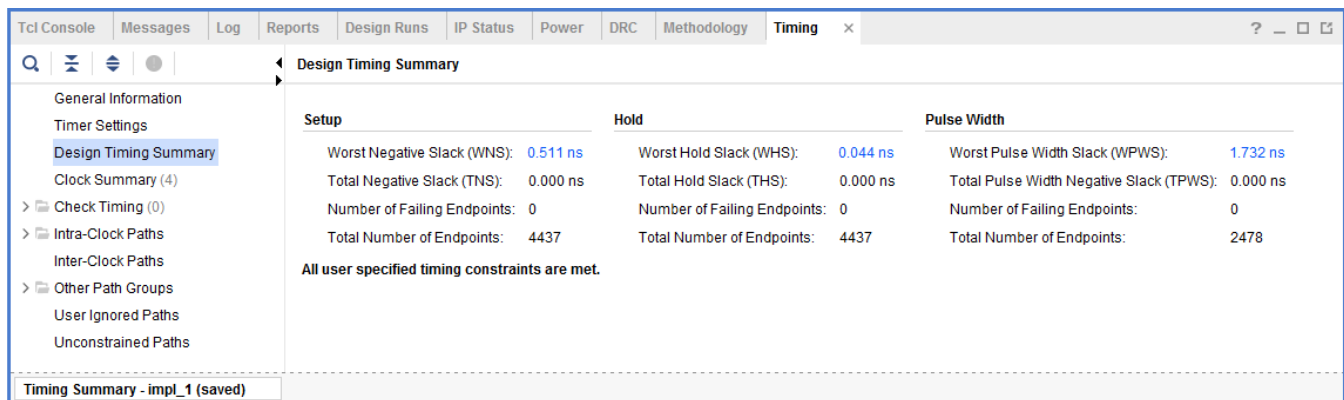 Tcl Console Messages Log Reports Design Runs IP Status Power DRC Methodology Timing × ?
Design Timing Summary
General Information
Timer Settings
Design Timing Summary
Clock Summary (4)
> Check Timing (0)
> Intra-Clock Paths
Inter-Clock Paths
> Other Path Groups
User Ignored Paths
Unconstrained Paths
Setup Hold Pulse Width
Worst Negative Slack (WNS): 0.511 ns Worst Hold Slack (WHS): 0.044 ns Worst Pulse Width Slack (WPWS): 1.732 ns
Total Negative Slack (TNS): 0.000 ns Total Hold Slack (THS): 0.000 ns Total Pulse Width Negative Slack (TPWS): 0.000 ns
Number of Failing Endpoints: 0 Number of Failing Endpoints: 0 Number of Failing Endpoints: 0
Total Number of Endpoints: 4437 Total Number of Endpoints: 4437 Total Number of Endpoints: 2478
All user specified timing constraints are met.
Timing Summary - impl_1 (saved)